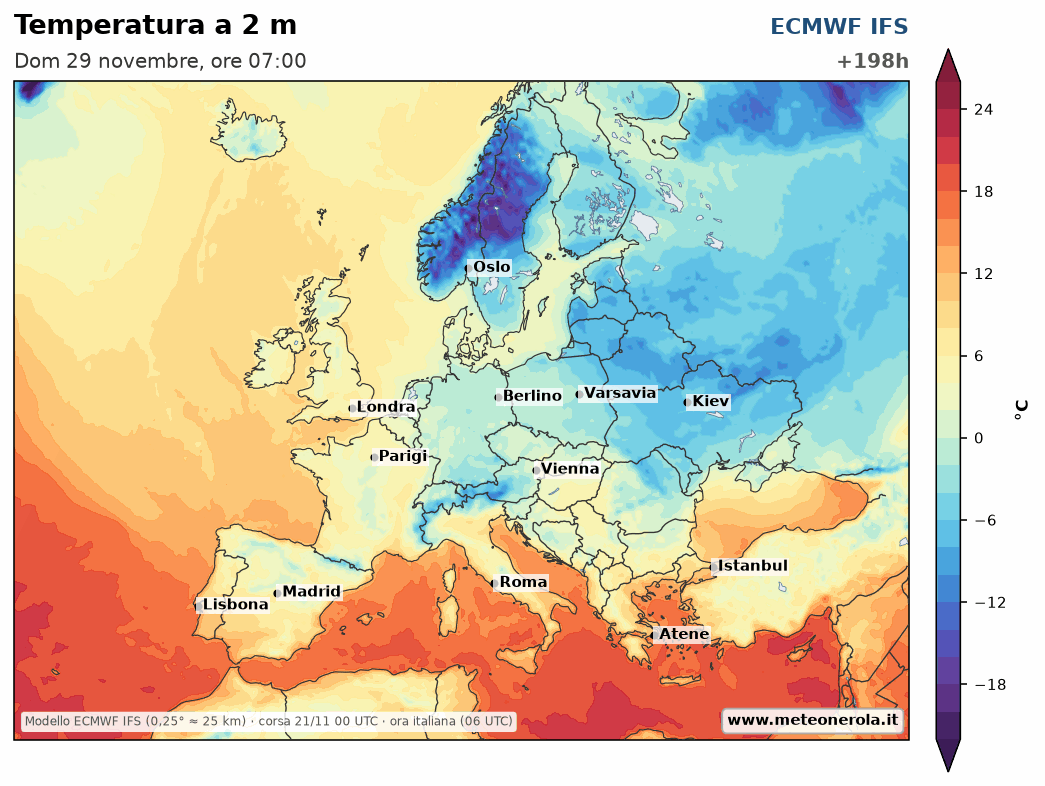 Temperatura a 2 m
ECMWF IFS
Dom 29 novembre, ore 07:00
+198h
24
18
12
6
0
−6
−12
−18
°C
Oslo
Berlino
Varsavia
Kiev
Londra
Parigi
Vienna
Istanbul
Roma
Madrid
Lisbona
Atene
Modello ECMWF IFS (0,25° ≈ 25 km) · corsa 21/11 00 UTC · ora italiana (06 UTC)
www.meteonerola.it